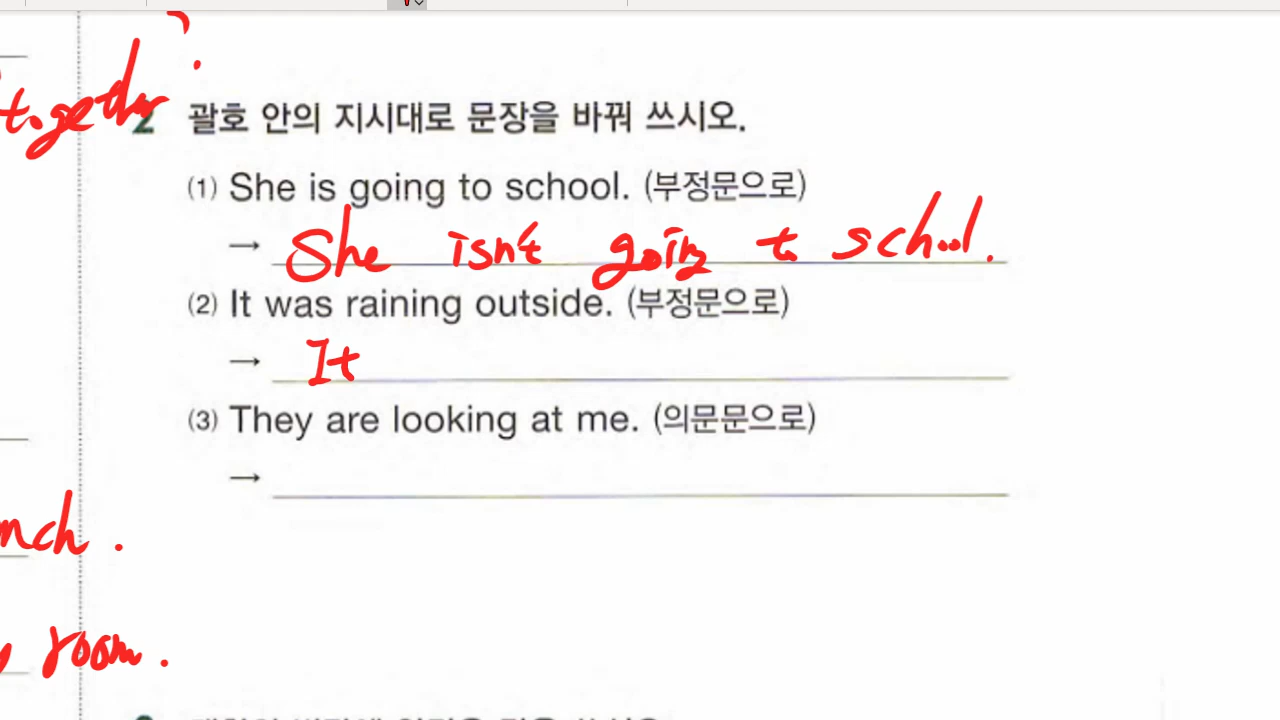 together?
2 괄호 안의 지시대로 문장을 바꿔 쓰시오.
(1) She is going to school. (부정문으로)
→ She isn't going to school.
(2) It was raining outside. (부정문으로)
→ It
(3) They are looking at me. (의문문으로)
→
room.